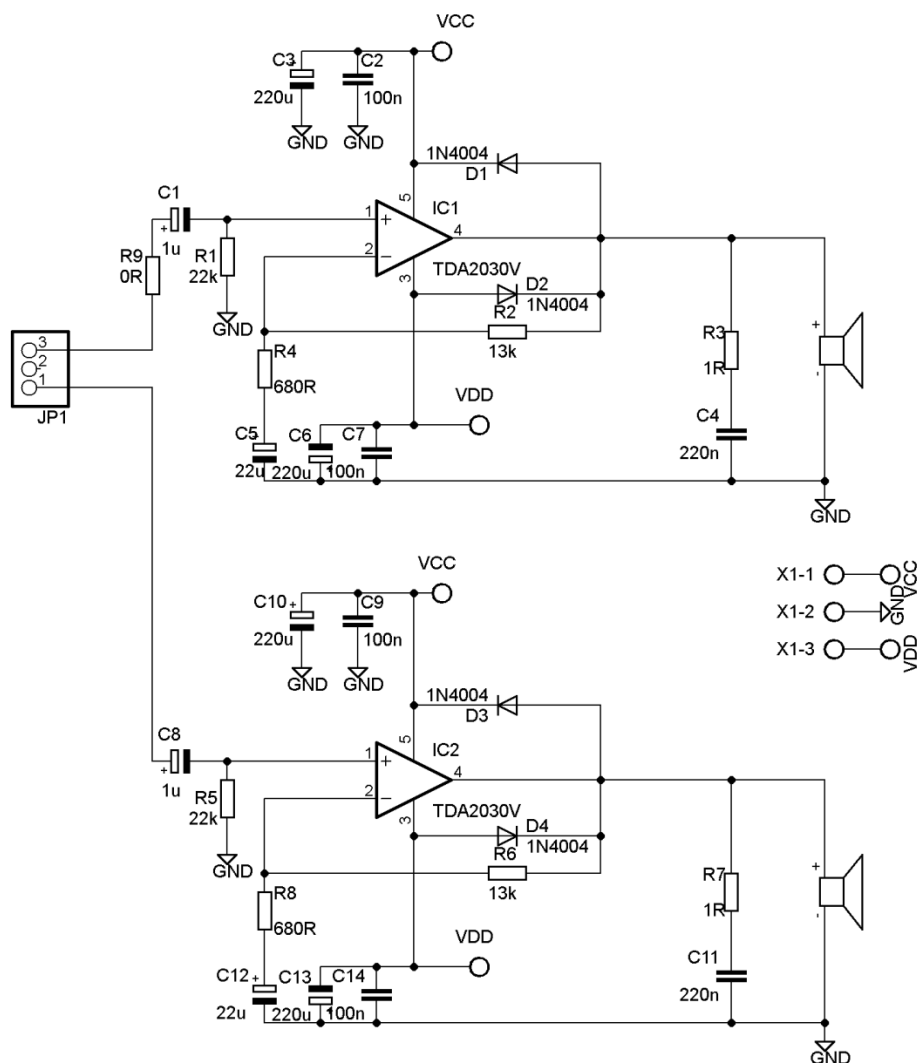 VCC
C3
+
C2
220u
100n
GND
GND
1N4004
D1
C1
5
IC1
1
+
4
+
1u
R1
22k
2
−
R9
0R
TDA2030V
3
D2
1N4004
R2
GND
+
3
2
1
JP1
R4
680R
13k
R3
1R
-
VDD
C5
+
C6
C7
C4
22u
220u
100n
220n
GND
VCC
X1-1
VCC
X1-2
GND
X1-3
VDD
C10
+
C9
220u
100n
GND
GND
1N4004
D3
C8
5
IC2
1
+
4
+
1u
R5
22k
2
−
TDA2030V
3
D4
1N4004
R6
GND
+
R8
680R
13k
R7
1R
-
VDD
C12
+
C13
C14
C11
22u
220u
100n
220n
GND